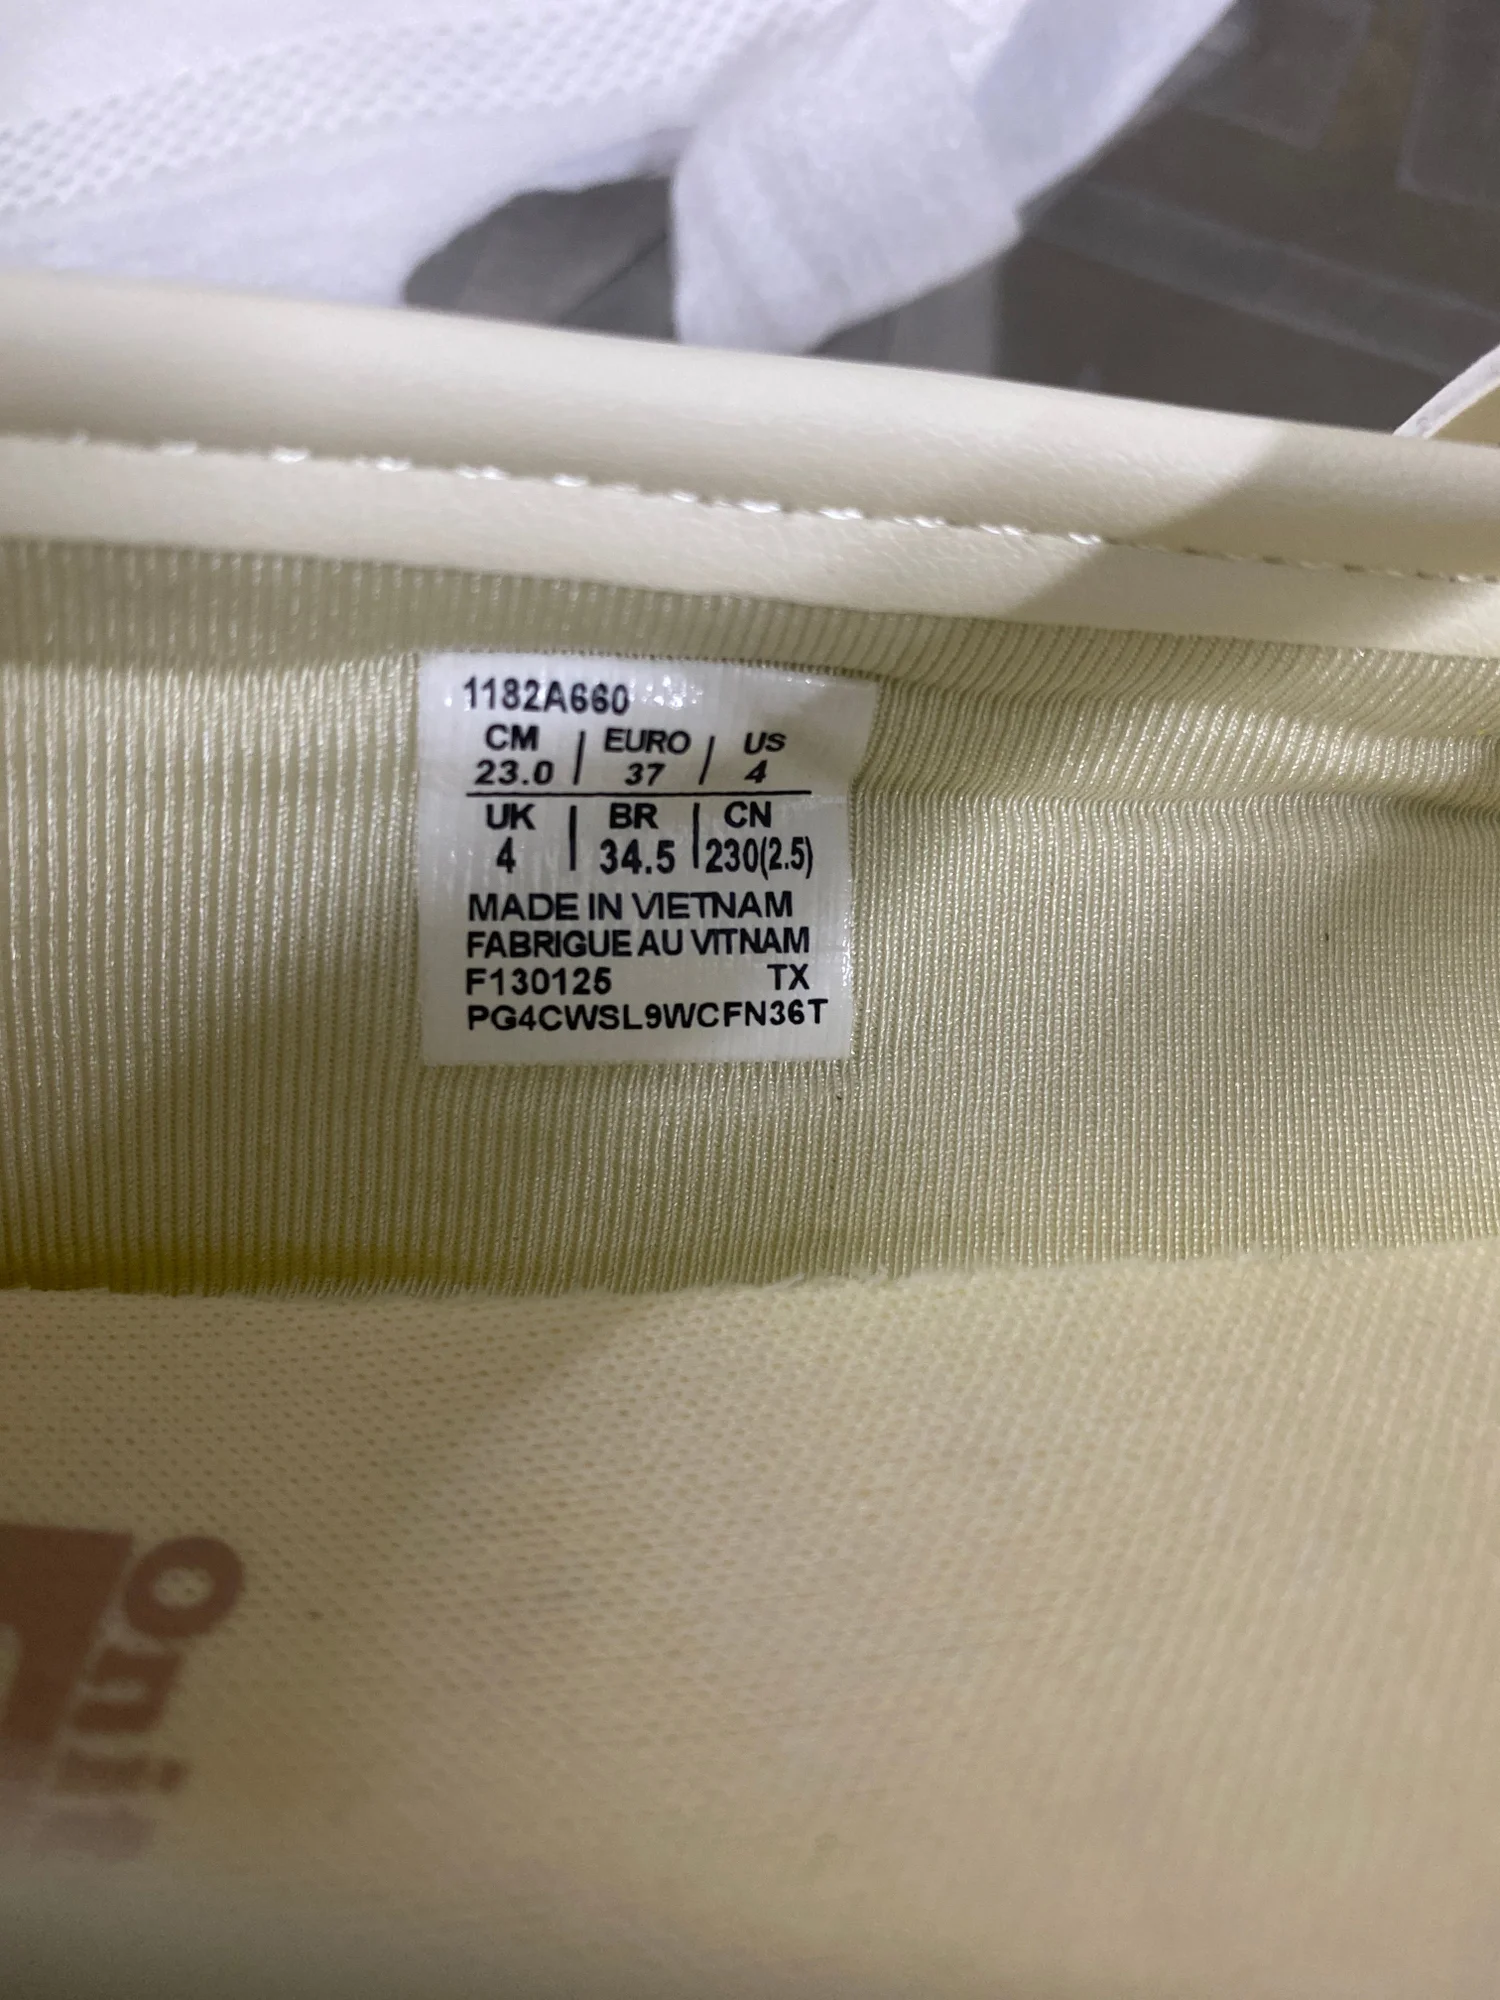 1182A660
CM / EURO / US
23.0 / 37 / 4
UK | BR | CN
4 | 34.5 | 230(2.5)
MADE IN VIETNAM
FABRIGUE AU VITNAM
F130125 TX
PG4CWSL9WCFN36T